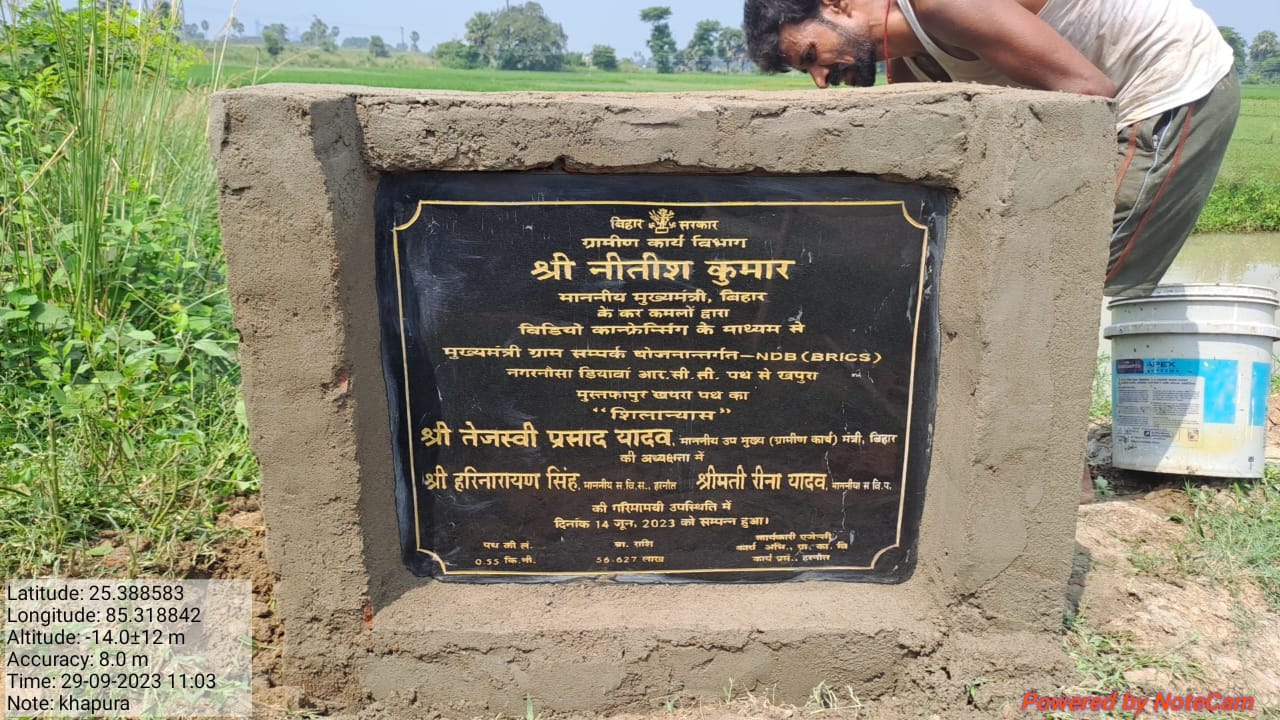 बिहार सरकार
ग्रामीण कार्य विभाग
श्री नीतीश कुमार
माननीय मुख्यमंत्री, बिहार
के कर कमलों द्वारा
विडियो कान्फ्रेन्सिंग के माध्यम से
मुख्यमंत्री ग्राम सम्पर्क योजनान्तर्गत-NDB (BRICS)
नगरनौसा डियावां आर.सी.डी. पथ से खपुरा
मुस्तफापुर खपरा पथ का
"शिलान्यास"
श्री तेजस्वी प्रसाद यादव, माननीय उप मुख्य (ग्रामीण कार्य) मंत्री, बिहार
की अध्यक्षता में
श्री हरिनारायण सिंह, माननीय स.वि.स., हरनौत श्रीमती रीना यादव, माननीया स.वि.प.
की गरिमामयी उपस्थिति में
दिनांक 14 जून, 2023 को सम्पन्न हुआ।
पथ की लं. प्रा. राशि कार्यकारी एजेन्सी
0.55 कि.मी. 56-627 लाख कार्य प्रमं., हरनौत
APEX
Latitude: 25.388583
Longitude: 85.318842
Altitude: -14.0±12 m
Accuracy: 8.0 m
Time: 29-09-2023 11:03
Note: khapura
Powered by NoteCam